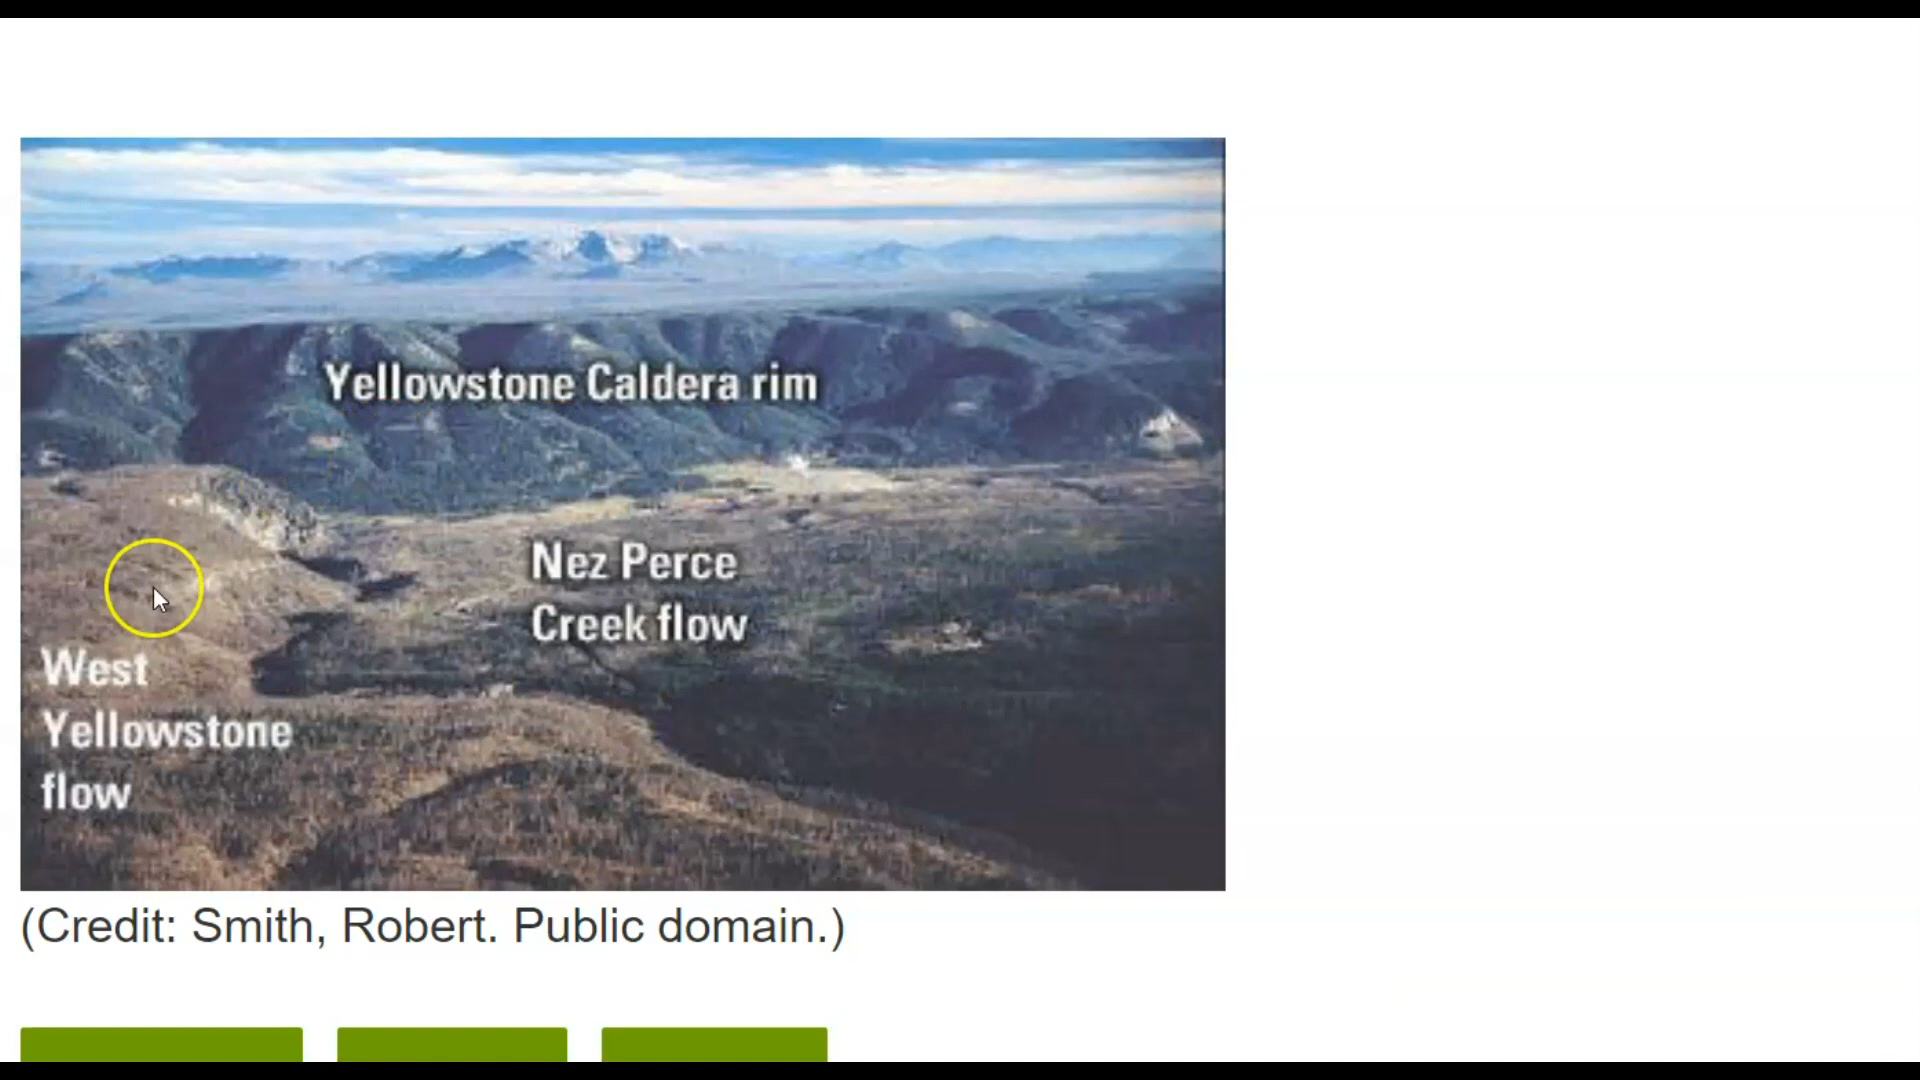 Yellowstone Caldera rim
Nez Perce
Creek flow
West
Yellowstone
flow
(Credit: Smith, Robert. Public domain.)